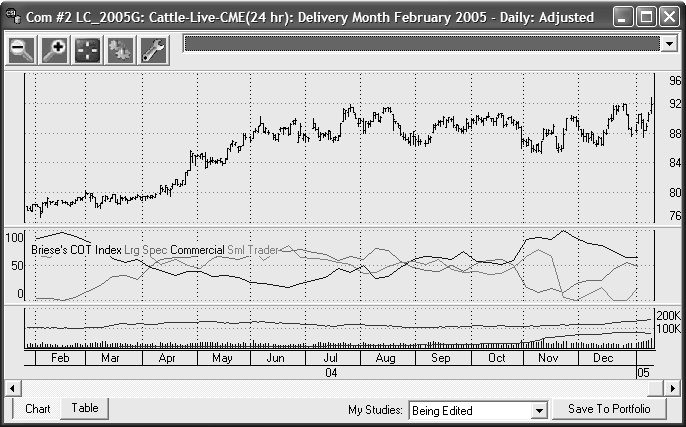 CSI Com #2 LC_2005G: Cattle-Live-CME(24 hr): Delivery Month February 2005 - Daily: Adjusted
96
92
88
84
80
76
100
Briese's COT Index Lrg Spec Commercial Sml Trader
50
0
200K
100K
Feb Mar Apr May Jun Jul Aug Sep Oct Nov Dec
04 05
Chart Table My Studies: Being Edited Save To Portfolio